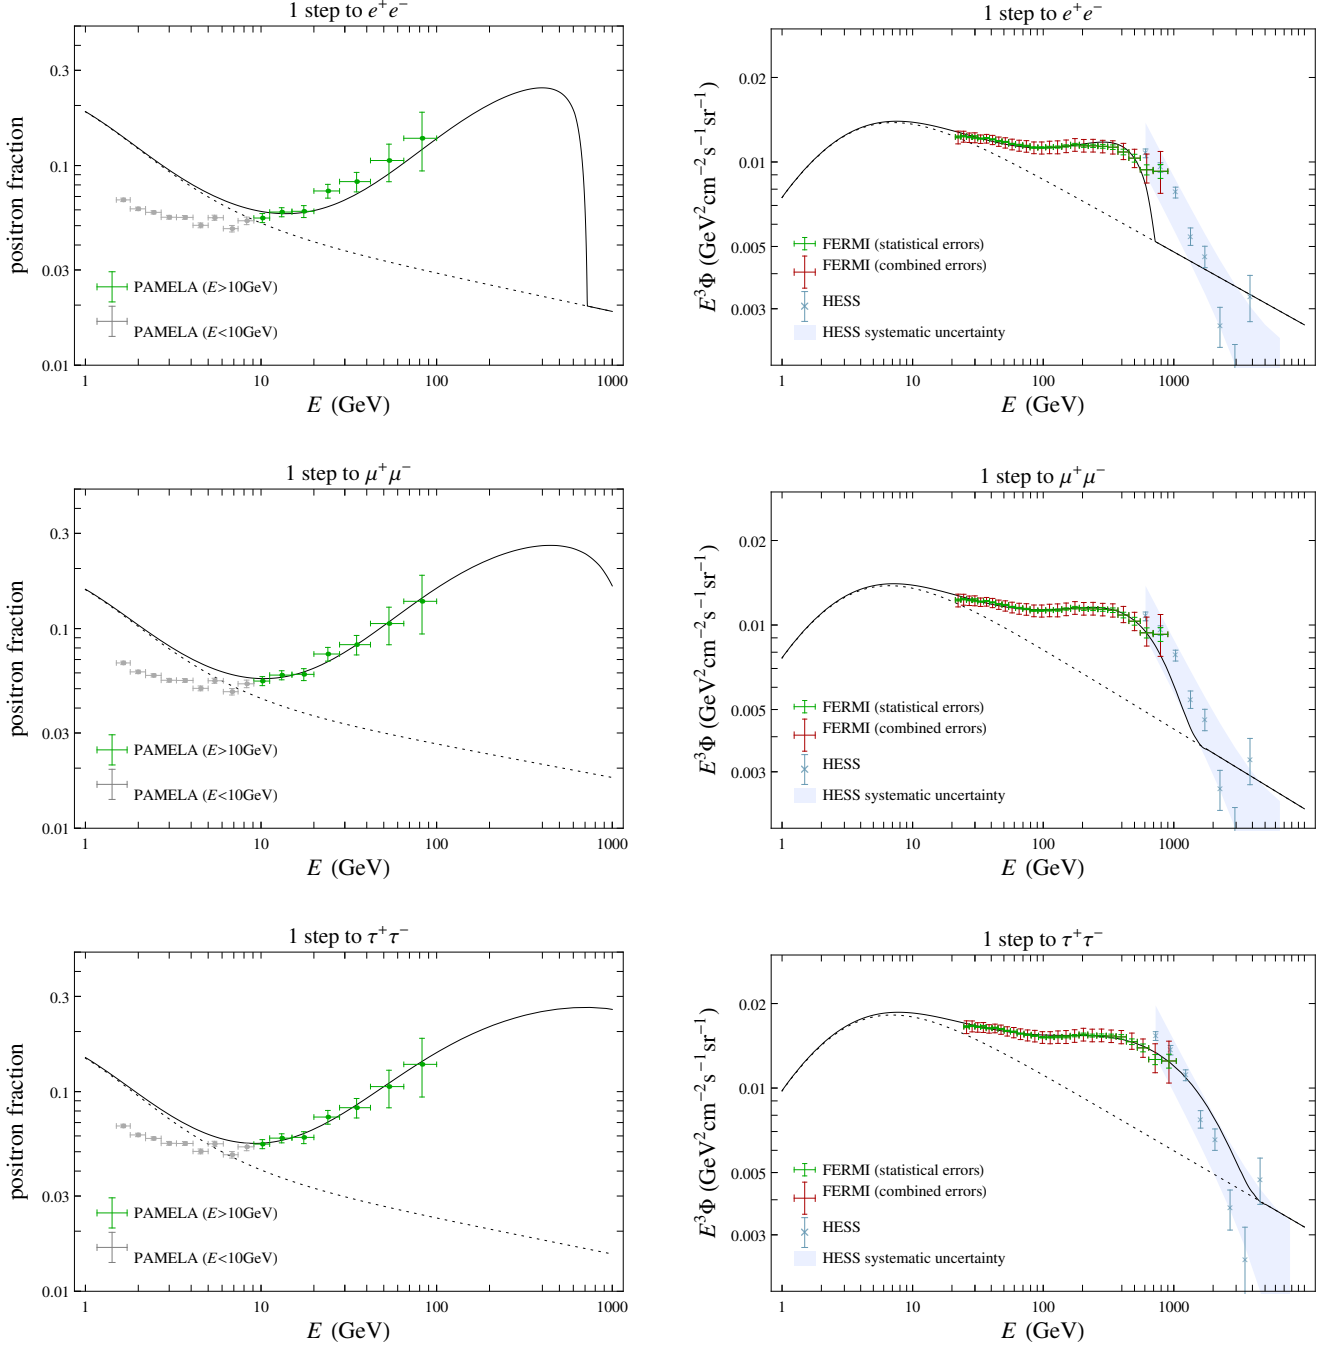 1 step to e⁺e⁻
positron fraction
0.3
0.1
0.03
0.01
PAMELA (E>10GeV)
PAMELA (E<10GeV)
1 10 100 1000
E (GeV)
1 step to e⁺e⁻
E³Φ (GeV²cm⁻²s⁻¹sr⁻¹)
0.02
0.01
0.005
0.003
FERMI (statistical errors)
FERMI (combined errors)
HESS
HESS systematic uncertainty
1 10 100 1000
E (GeV)
1 step to μ⁺μ⁻
positron fraction
0.3
0.1
0.03
0.01
PAMELA (E>10GeV)
PAMELA (E<10GeV)
1 10 100 1000
E (GeV)
1 step to μ⁺μ⁻
E³Φ (GeV²cm⁻²s⁻¹sr⁻¹)
0.02
0.01
0.005
0.003
FERMI (statistical errors)
FERMI (combined errors)
HESS
HESS systematic uncertainty
1 10 100 1000
E (GeV)
1 step to τ⁺τ⁻
positron fraction
0.3
0.1
0.03
0.01
PAMELA (E>10GeV)
PAMELA (E<10GeV)
1 10 100 1000
E (GeV)
1 step to τ⁺τ⁻
E³Φ (GeV²cm⁻²s⁻¹sr⁻¹)
0.02
0.01
0.005
0.003
FERMI (statistical errors)
FERMI (combined errors)
HESS
HESS systematic uncertainty
1 10 100 1000
E (GeV)